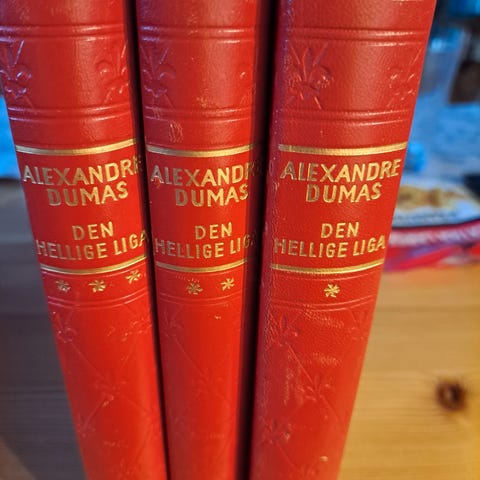 ALEXANDRE
DUMAS
DEN
HELLIGE LIGA
* * *
ALEXANDRE
DUMAS
DEN
HELLIGE LIGA
* *
ALEXANDRE
DUMAS
DEN
HELLIGE LIGA
*